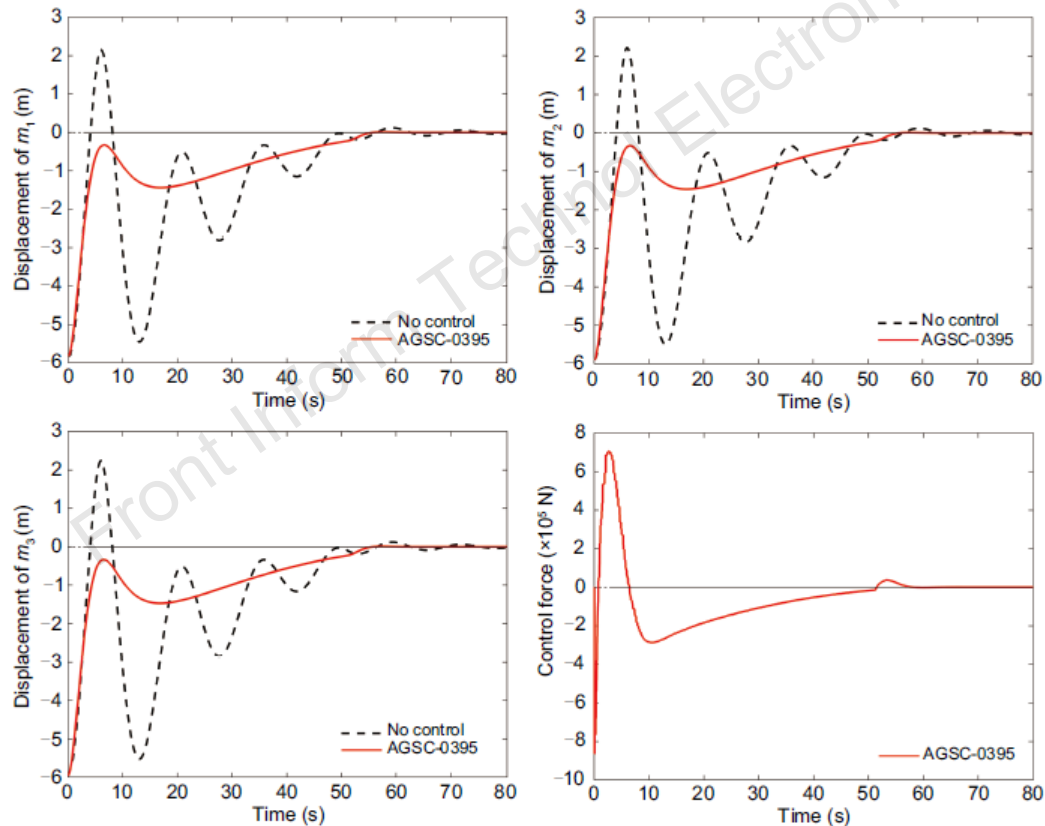 3
2
1
0
−1
−2
−3
−4
−5
−6
Displacement of m1 (m)
No control
AGSC-0395
0 10 20 30 40 50 60 70 80
Time (s)
3
2
1
0
−1
−2
−3
−4
−5
−6
Displacement of m2 (m)
No control
AGSC-0395
0 10 20 30 40 50 60 70 80
Time (s)
3
2
1
0
−1
−2
−3
−4
−5
−6
Displacement of m3 (m)
No control
AGSC-0395
0 10 20 30 40 50 60 70 80
Time (s)
8
6
4
2
0
−2
−4
−6
−8
−10
Control force (×10⁵ N)
AGSC-0395
0 10 20 30 40 50 60 70 80
Time (s)
Front Inform Technol Electron